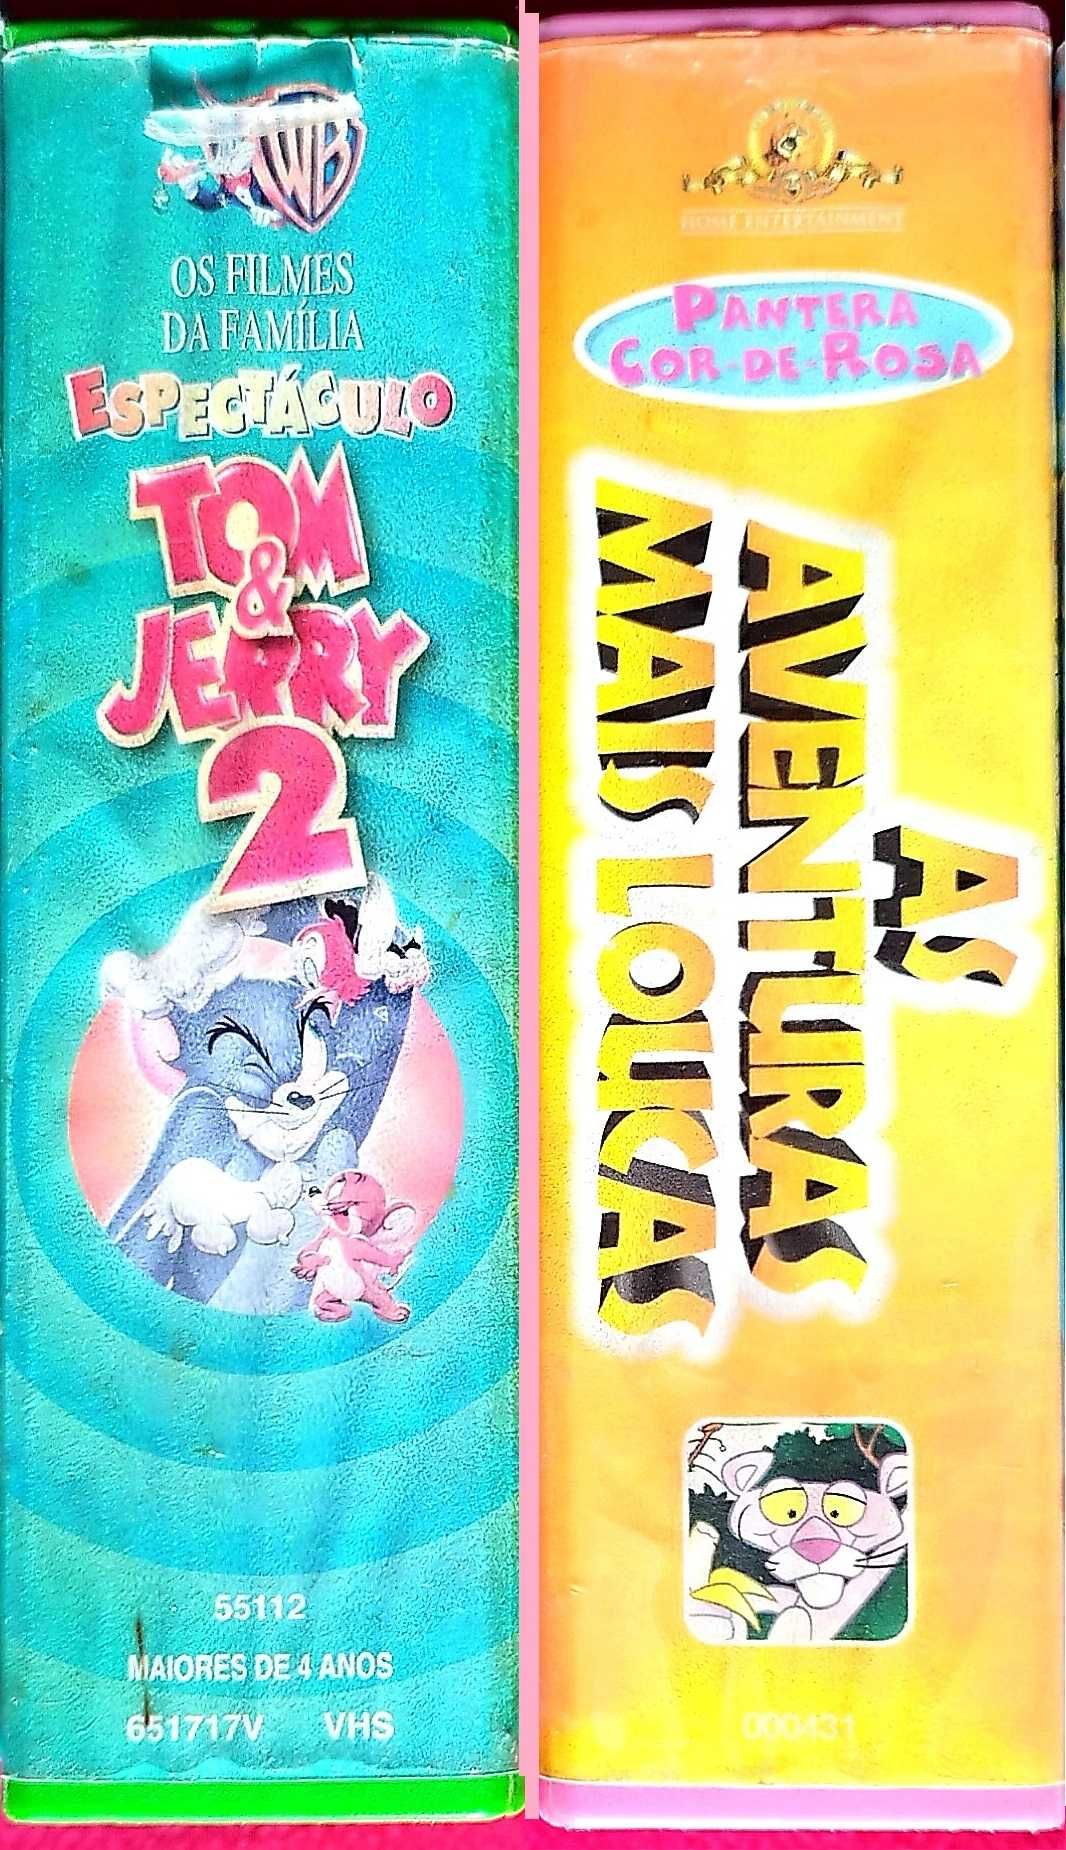 WB
OS FILMES
DA FAMÍLIA
ESPECTÁCULO
TOM
&
JERRY
2
55112
MAIORES DE 4 ANOS
651717V VHS
HOME ENTERTAINMENT
PANTERA
COR-DE-ROSA
AS
AVENTURAS
MAIS LOUCAS
000431